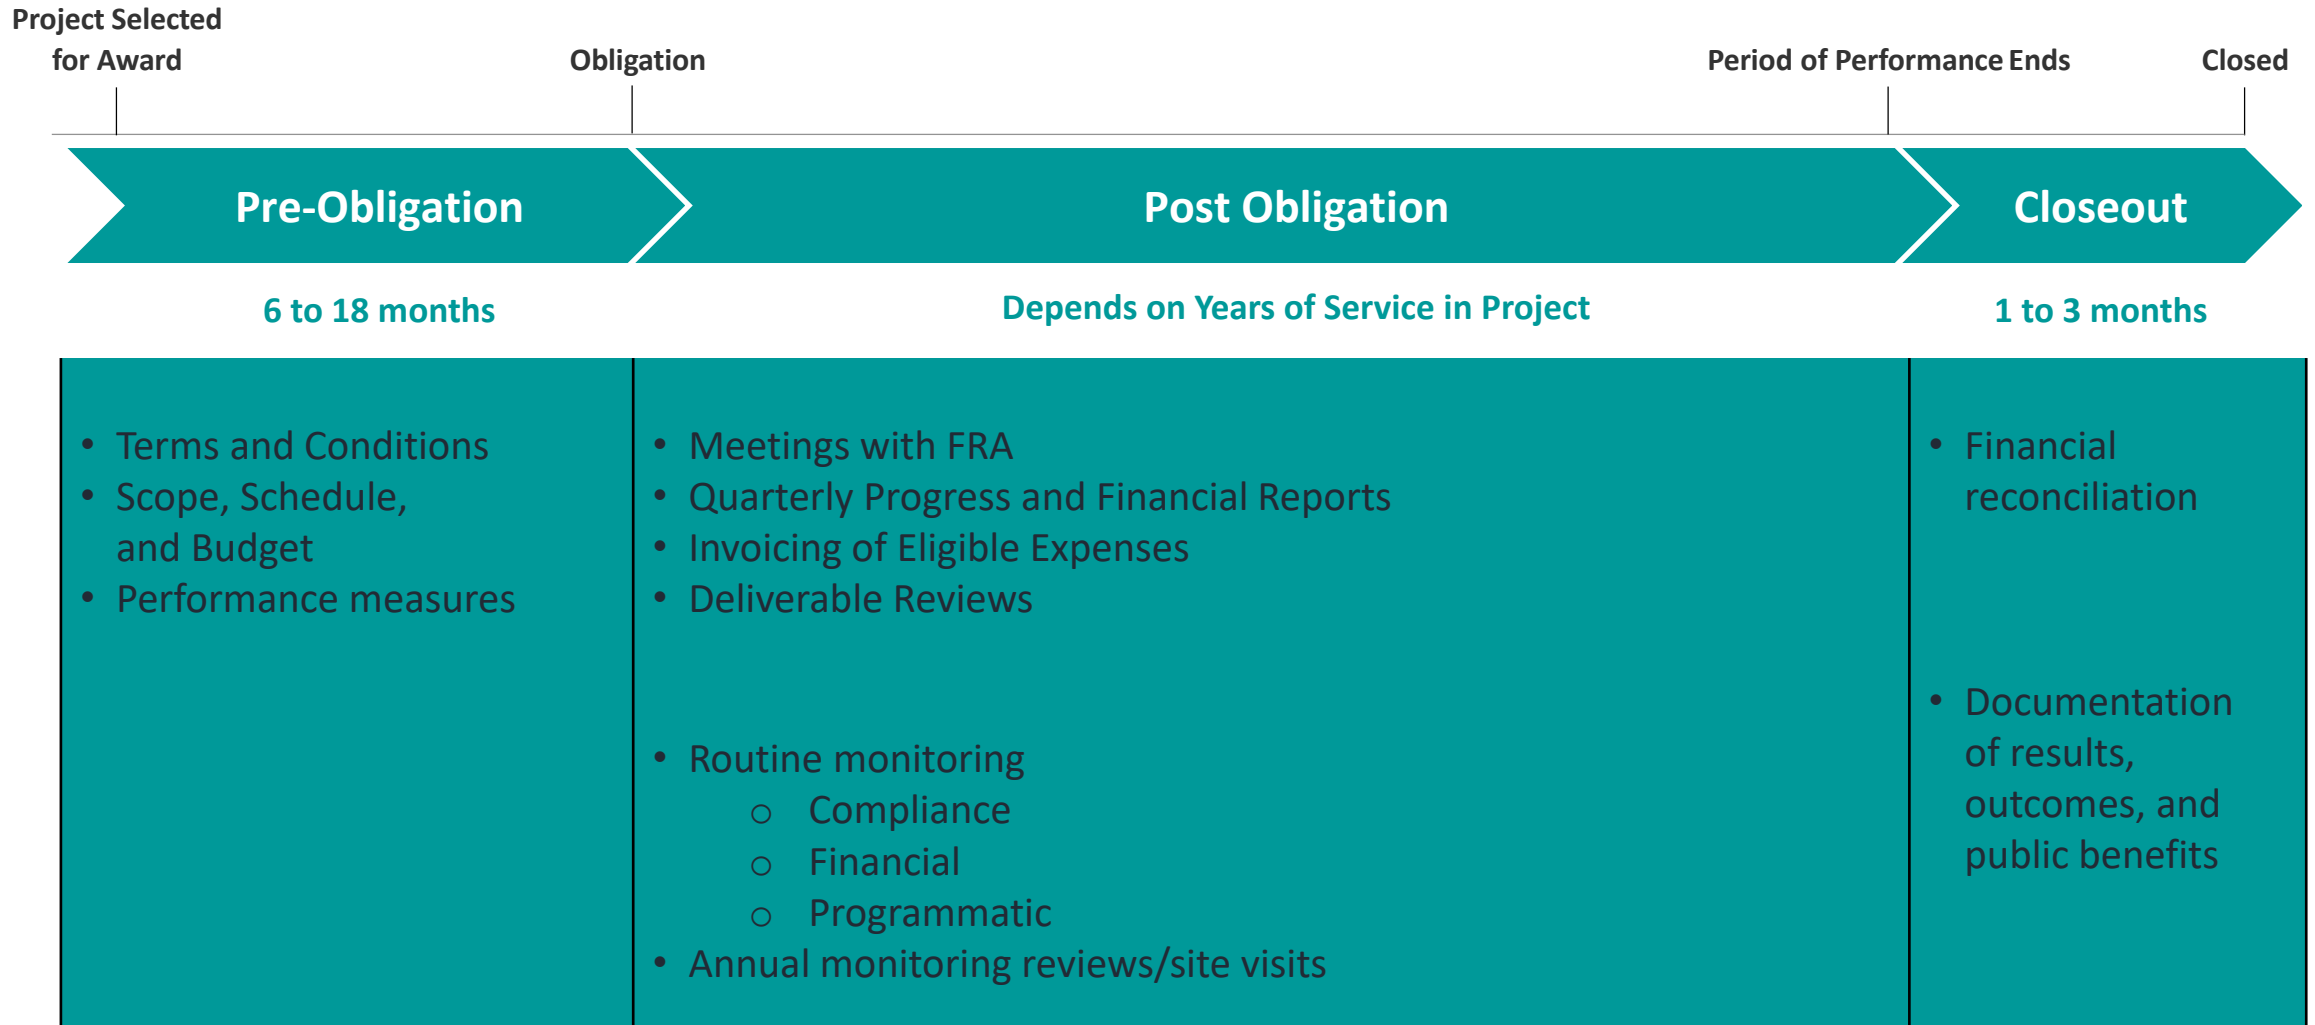 Project Selected
for Award
Obligation
Period of Performance Ends
Closed
Pre-Obligation
Post Obligation
Closeout
6 to 18 months
Depends on Years of Service in Project
1 to 3 months
• Terms and Conditions
• Scope, Schedule,
and Budget
• Performance measures
• Meetings with FRA
• Quarterly Progress and Financial Reports
• Invoicing of Eligible Expenses
• Deliverable Reviews
• Routine monitoring
o Compliance
o Financial
o Programmatic
• Annual monitoring reviews/site visits
• Financial
reconciliation
• Documentation
of results,
outcomes, and
public benefits